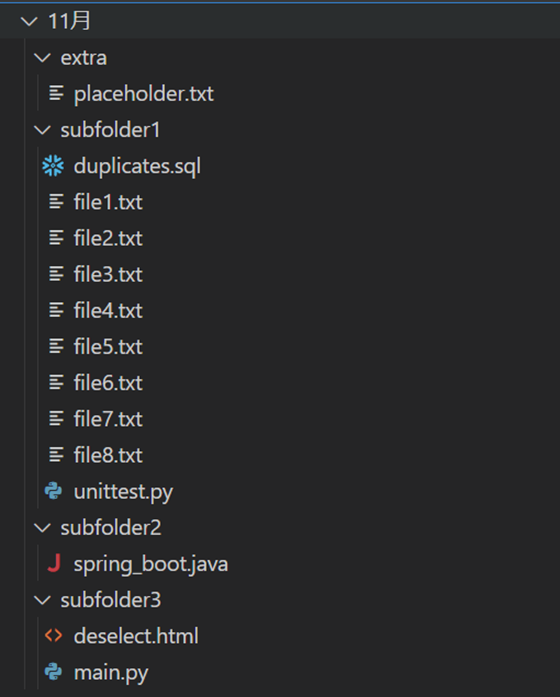 11月
extra
placeholder.txt
subfolder1
duplicates.sql
file1.txt
file2.txt
file3.txt
file4.txt
file5.txt
file6.txt
file7.txt
file8.txt
unittest.py
subfolder2
spring_boot.java
subfolder3
deselect.html
main.py